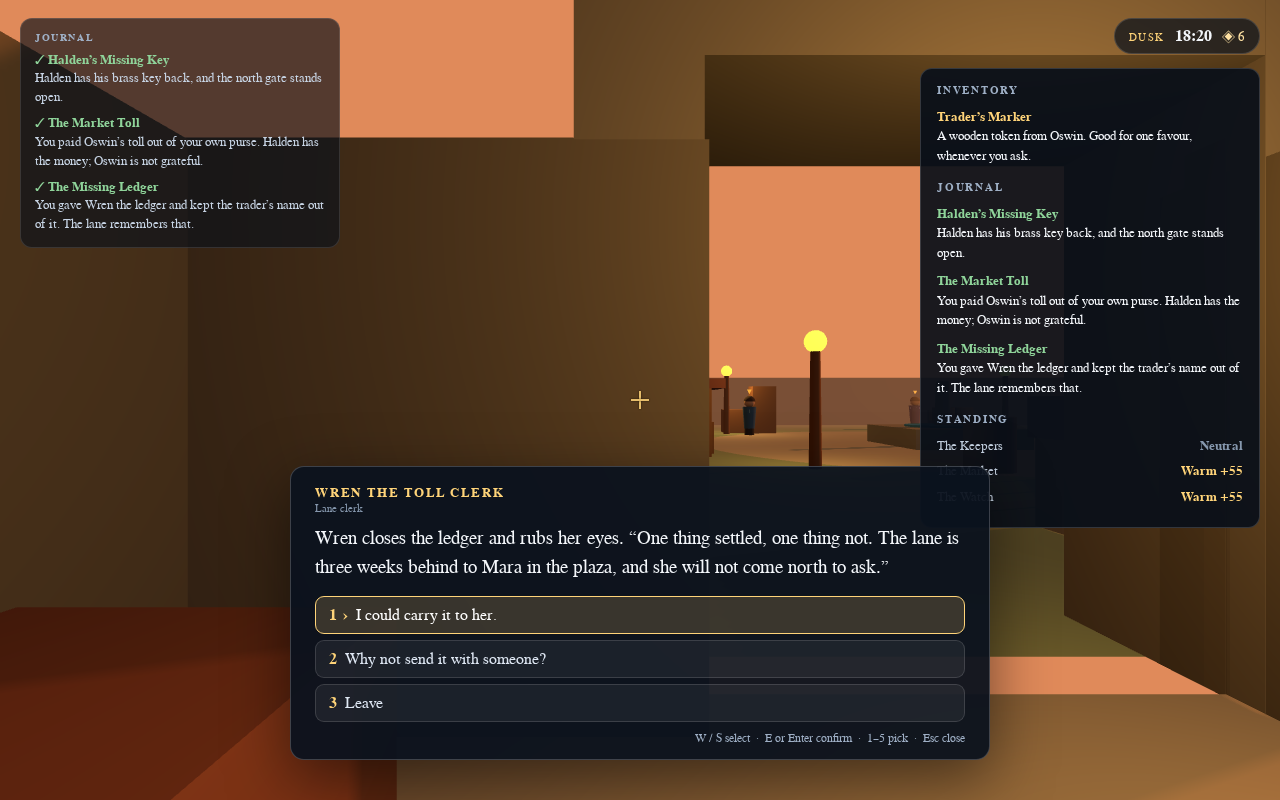 JOURNAL
✓ Halden's Missing Key
Halden has his brass key back, and the north gate stands
open.
✓ The Market Toll
You paid Oswin's toll out of your own purse. Halden has
the money; Oswin is not grateful.
✓ The Missing Ledger
You gave Wren the ledger and kept the trader's name out
of it. The lane remembers that.
DUSK 18:20 ◈ 6
INVENTORY
Trader's Marker
A wooden token from Oswin. Good for one favour,
whenever you ask.
JOURNAL
Halden's Missing Key
Halden has his brass key back, and the north gate stands
open.
The Market Toll
You paid Oswin's toll out of your own purse. Halden has the
money; Oswin is not grateful.
The Missing Ledger
You gave Wren the ledger and kept the trader's name out of
it. The lane remembers that.
STANDING
The Keepers Neutral
The Market Warm +55
The Watch Warm +55
WREN THE TOLL CLERK
Lane clerk
Wren closes the ledger and rubs her eyes. “One thing settled, one thing not. The lane is
three weeks behind to Mara in the plaza, and she will not come north to ask.”
1 › I could carry it to her.
2 Why not send it with someone?
3 Leave
W / S select · E or Enter confirm · 1–5 pick · Esc close